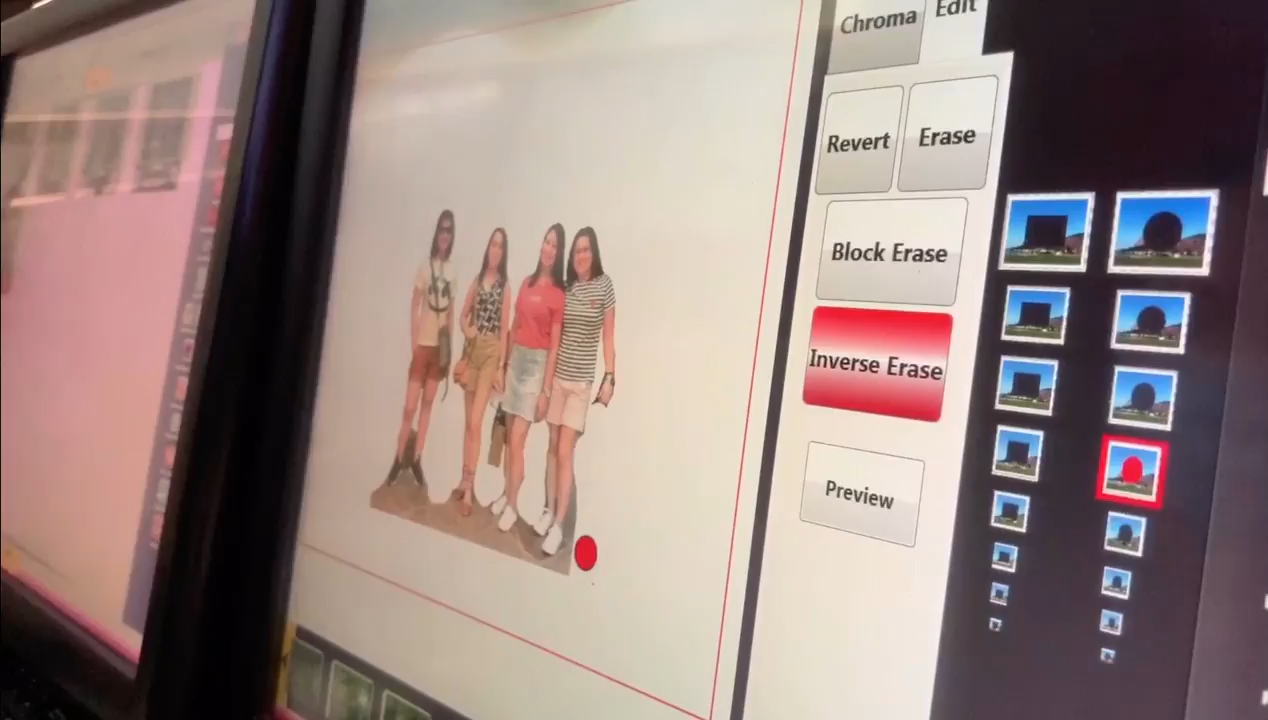 Chroma
Edit
Revert
Erase
Block Erase
Inverse Erase
Preview